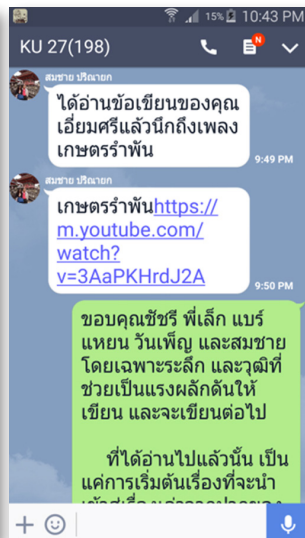 15% 10:43 PM
KU 27(198)
สมชาย ปริณายก
ได้อ่านข้อเขียนของคุณ
เอี่ยมศรีแล้วนึกถึงเพลง
เกษตรรำพัน
9:49 PM
สมชาย ปริณายก
เกษตรรำพันhttps://
m.youtube.com/
watch?
v=3AaPKHrdJ2A
9:50 PM
ขอบคุณชัชรี พี่เล็ก แบร์
แหยน วันเพ็ญ และสมชาย
โดยเฉพาะระลึก และวุฒิที่
ช่วยเป็นแรงผลักดันให้
เขียน และจะเขียนต่อไป
ที่ได้อ่านไปแล้วนั้น เป็น
แค่การเริ่มต้นเรื่องที่จะนำ